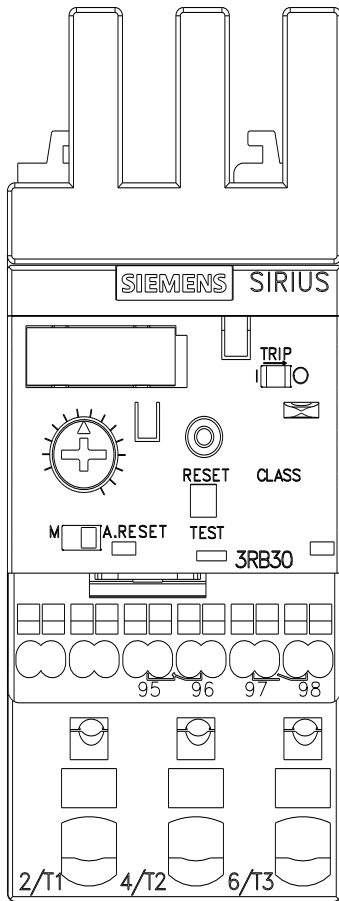 SIEMENS SIRIUS
TRIP
I O
RESET CLASS
M A.RESET TEST
3RB30
95 96 97 98
2/T1 4/T2 6/T3